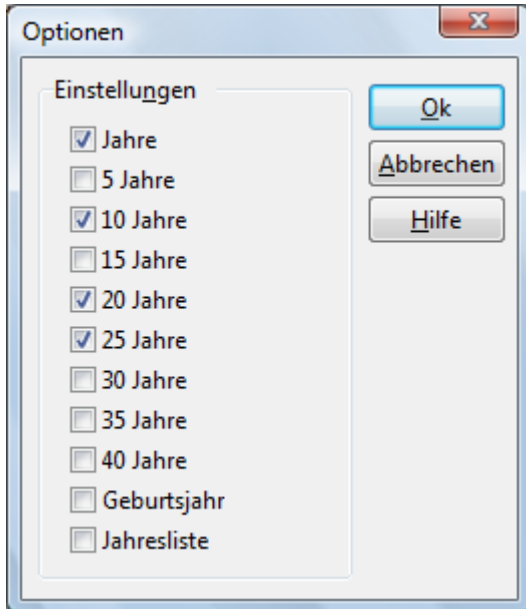 Optionen
Einstellungen
Jahre
5 Jahre
10 Jahre
15 Jahre
20 Jahre
25 Jahre
30 Jahre
35 Jahre
40 Jahre
Geburtsjahr
Jahresliste
Ok
Abbrechen
Hilfe